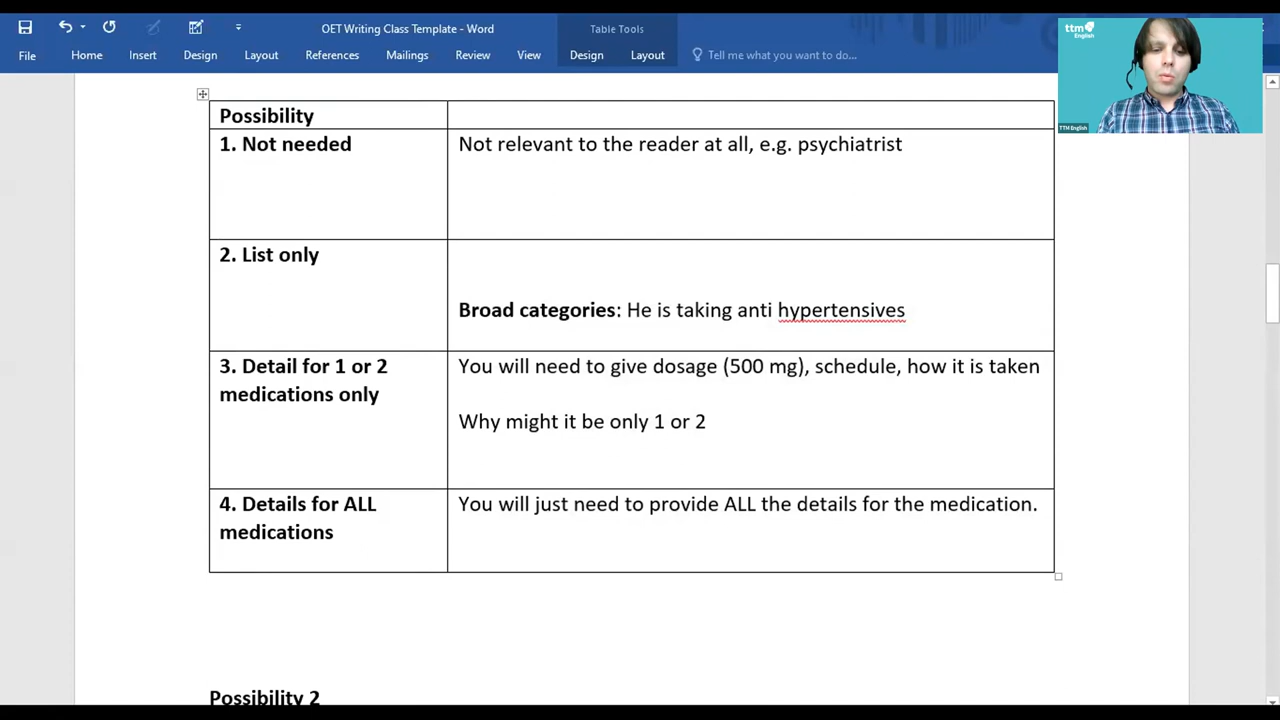 OET Writing Class Template - Word
Table Tools
File
Home
Insert
Design
Layout
References
Mailings
Review
View
Design
Layout
Tell me what you want to do...
ttm
English
TTM English
Possibility
1. Not needed
Not relevant to the reader at all, e.g. psychiatrist
2. List only
Broad categories: He is taking anti hypertensives
3. Detail for 1 or 2
medications only
You will need to give dosage (500 mg), schedule, how it is taken
Why might it be only 1 or 2
4. Details for ALL
medications
You will just need to provide ALL the details for the medication.
Possibility 2